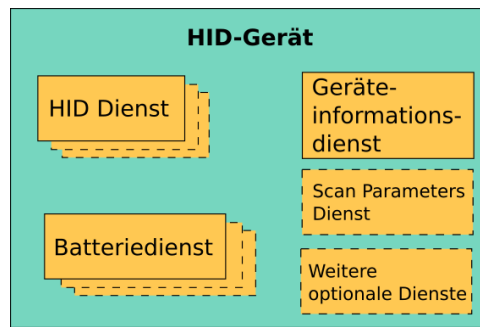 HID-Gerät
HID Dienst
Geräte-
informations-
dienst
Scan Parameters
Dienst
Batteriedienst
Weitere
optionale Dienste